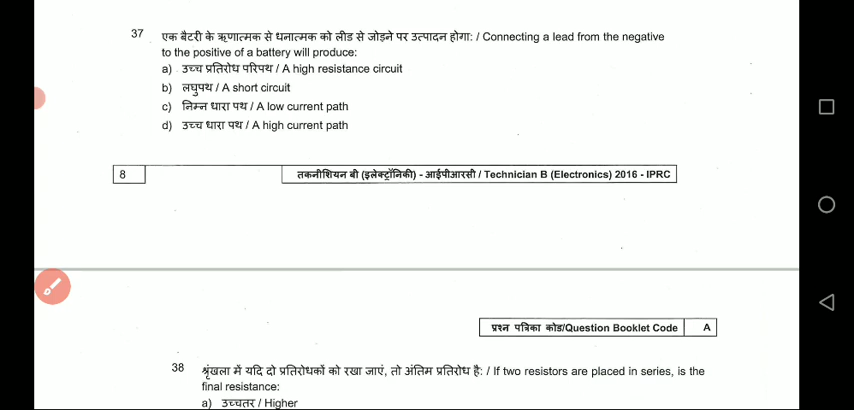 37 एक बैटरी के ऋणात्मक से धनात्मक को लीड से जोड़ने पर उत्पादन होगा: / Connecting a lead from the negative
to the positive of a battery will produce:
a) उच्च प्रतिरोध परिपथ / A high resistance circuit
b) लघुपथ / A short circuit
c) निम्न धारा पथ / A low current path
d) उच्च धारा पथ / A high current path
8 तकनीशियन बी (इलेक्ट्रॉनिकी) - आईपीआरसी / Technician B (Electronics) 2016 - IPRC
प्रश्न पत्रिका कोड/Question Booklet Code A
38 श्रृंखला में यदि दो प्रतिरोधकों को रखा जाएं, तो अंतिम प्रतिरोध है: / If two resistors are placed in series, is the
final resistance:
a) उच्चतर / Higher